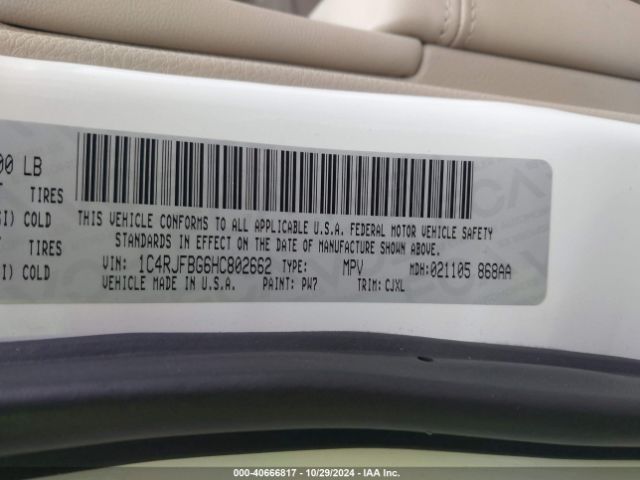 00 LB
TIRES
SI) COLD
TIRES
SI) COLD
THIS VEHICLE CONFORMS TO ALL APPLICABLE U.S.A. FEDERAL MOTOR VEHICLE SAFETY
STANDARDS IN EFFECT ON THE DATE OF MANUFACTURE SHOWN ABOVE.
VIN: 1C4RJFBG6HC802662 TYPE: MPV MDH:021105 868AA
VEHICLE MADE IN U.S.A. PAINT: PW7 TRIM: CJXL
000-40666817 - 10/29/2024 - IAA Inc.